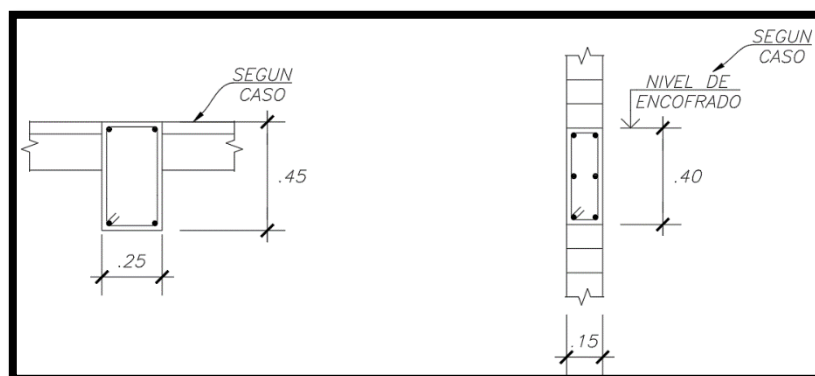 SEGUN
CASO
.45
.25
SEGUN
CASO
NIVEL DE
ENCOFRADO
.40
.15